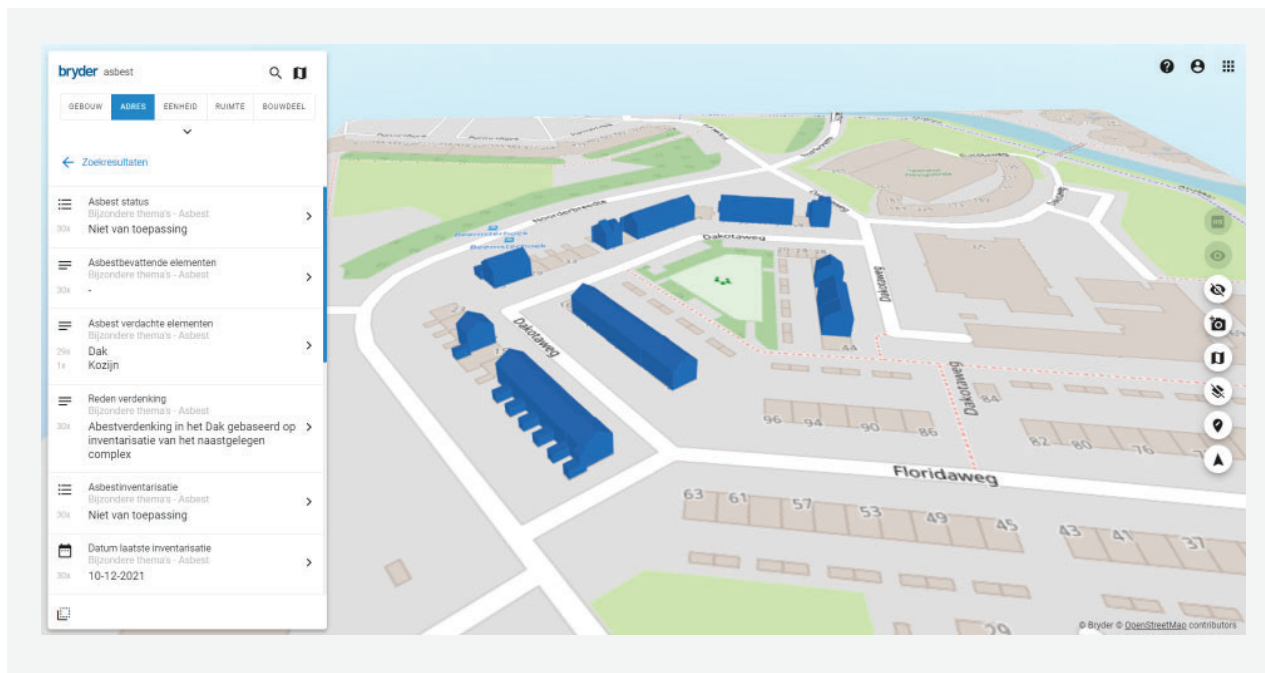 bryder asbest
GEBOUW ADRES EENHEID RUIMTE BOUWDEEL
Zoekresultaten
Asbest status
Bijzondere thema's - Asbest
30x Niet van toepassing
Asbestbevattende elementen
Bijzondere thema's - Asbest
30x -
Asbest verdachte elementen
Bijzondere thema's - Asbest
29x Dak
1x Kozijn
Reden verdenking
Bijzondere thema's - Asbest
30x Abestverdenking in het Dak gebaseerd op
inventarisatie van het naastgelegen
complex
Asbestinventarisatie
Bijzondere thema's - Asbest
30x Niet van toepassing
Datum laatste inventarisatie
Bijzondere thema's - Asbest
30x 10-12-2021
Noorderbreedte
Beemsterhoek
Beemsterhoek
Dakotaweg
Dakotaweg
Dakotaweg
Dakotaweg
44
84
96 94 90 86
82 80 76
Floridaweg
63 61 57 53 49 45 43 41 37
29
© Bryder © OpenStreetMap contributors